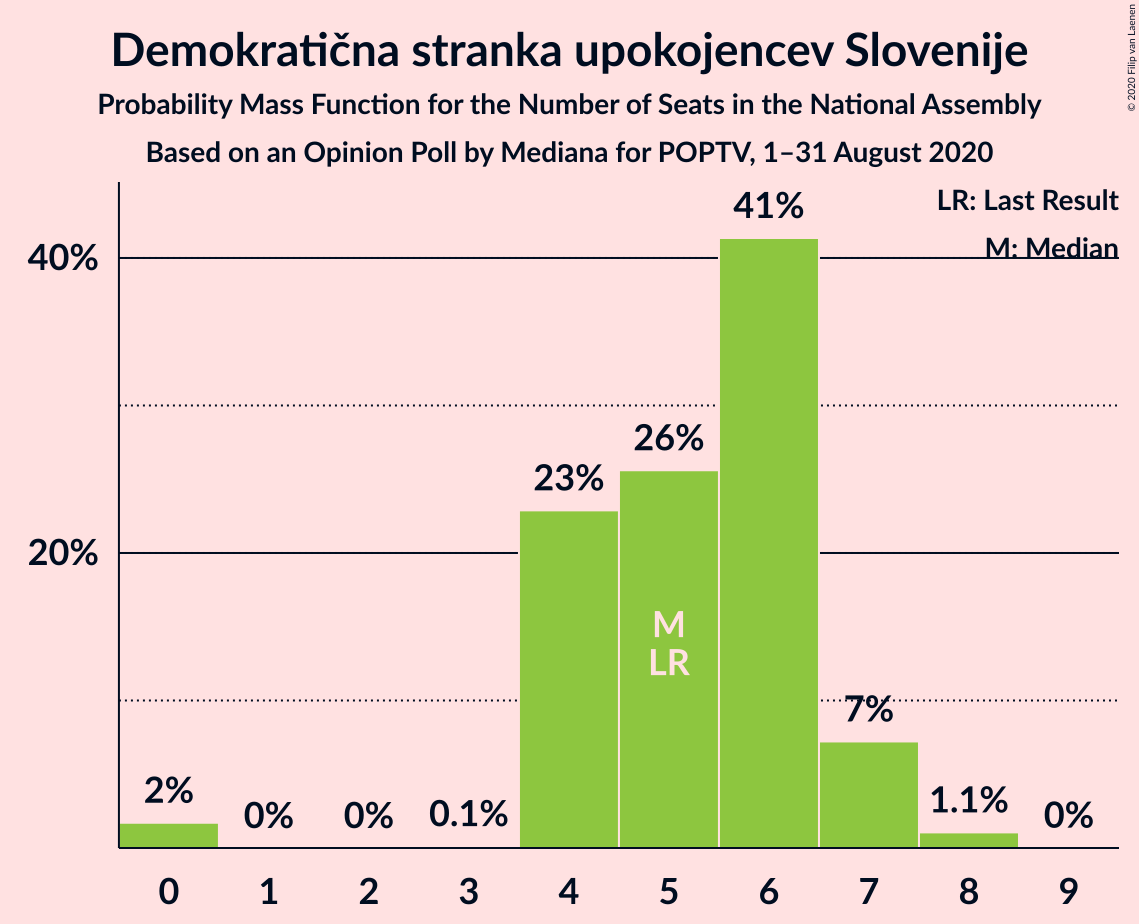 Demokratična stranka upokojencev Slovenije
Probability Mass Function for the Number of Seats in the National Assembly
Based on an Opinion Poll by Mediana for POPTV, 1–31 August 2020
© 2020 Filip van Laenen
LR: Last Result
M: Median
40%
20%
2%
0%
0%
0.1%
23%
26%
41%
7%
1.1%
0%
M
LR
0 1 2 3 4 5 6 7 8 9